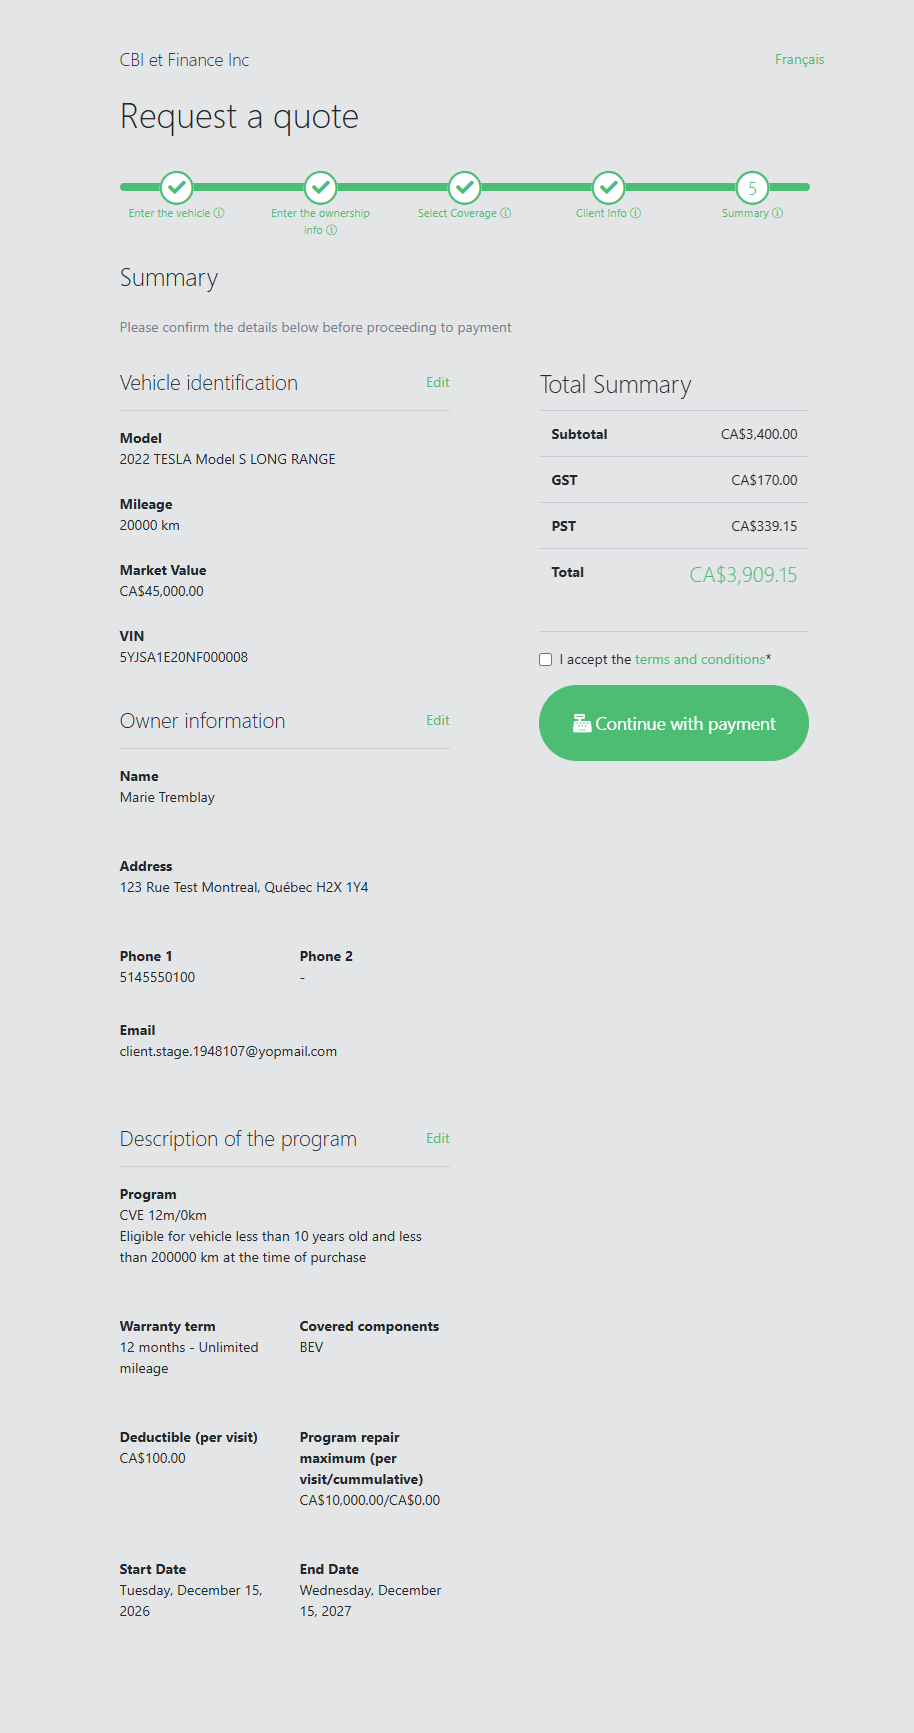 CBI et Finance Inc
Français
Request a quote
5
Enter the vehicle ⓘ
Enter the ownership
info ⓘ
Select Coverage ⓘ
Client Info ⓘ
Summary ⓘ
Summary
Please confirm the details below before proceeding to payment
Vehicle identification
Edit
Model
2022 TESLA Model S LONG RANGE
Mileage
20000 km
Market Value
CA$45,000.00
VIN
5YJSA1E20NF000008
Owner information
Edit
Name
Marie Tremblay
Address
123 Rue Test Montreal, Québec H2X 1Y4
Phone 1
5145550100
Phone 2
-
Email
client.stage.1948107@yopmail.com
Description of the program
Edit
Program
CVE 12m/0km
Eligible for vehicle less than 10 years old and less
than 200000 km at the time of purchase
Warranty term
12 months - Unlimited
mileage
Covered components
BEV
Deductible (per visit)
CA$100.00
Program repair
maximum (per
visit/cummulative)
CA$10,000.00/CA$0.00
Start Date
Tuesday, December 15,
2026
End Date
Wednesday, December
15, 2027
Total Summary
Subtotal CA$3,400.00
GST CA$170.00
PST CA$339.15
Total CA$3,909.15
I accept the terms and conditions*
Continue with payment